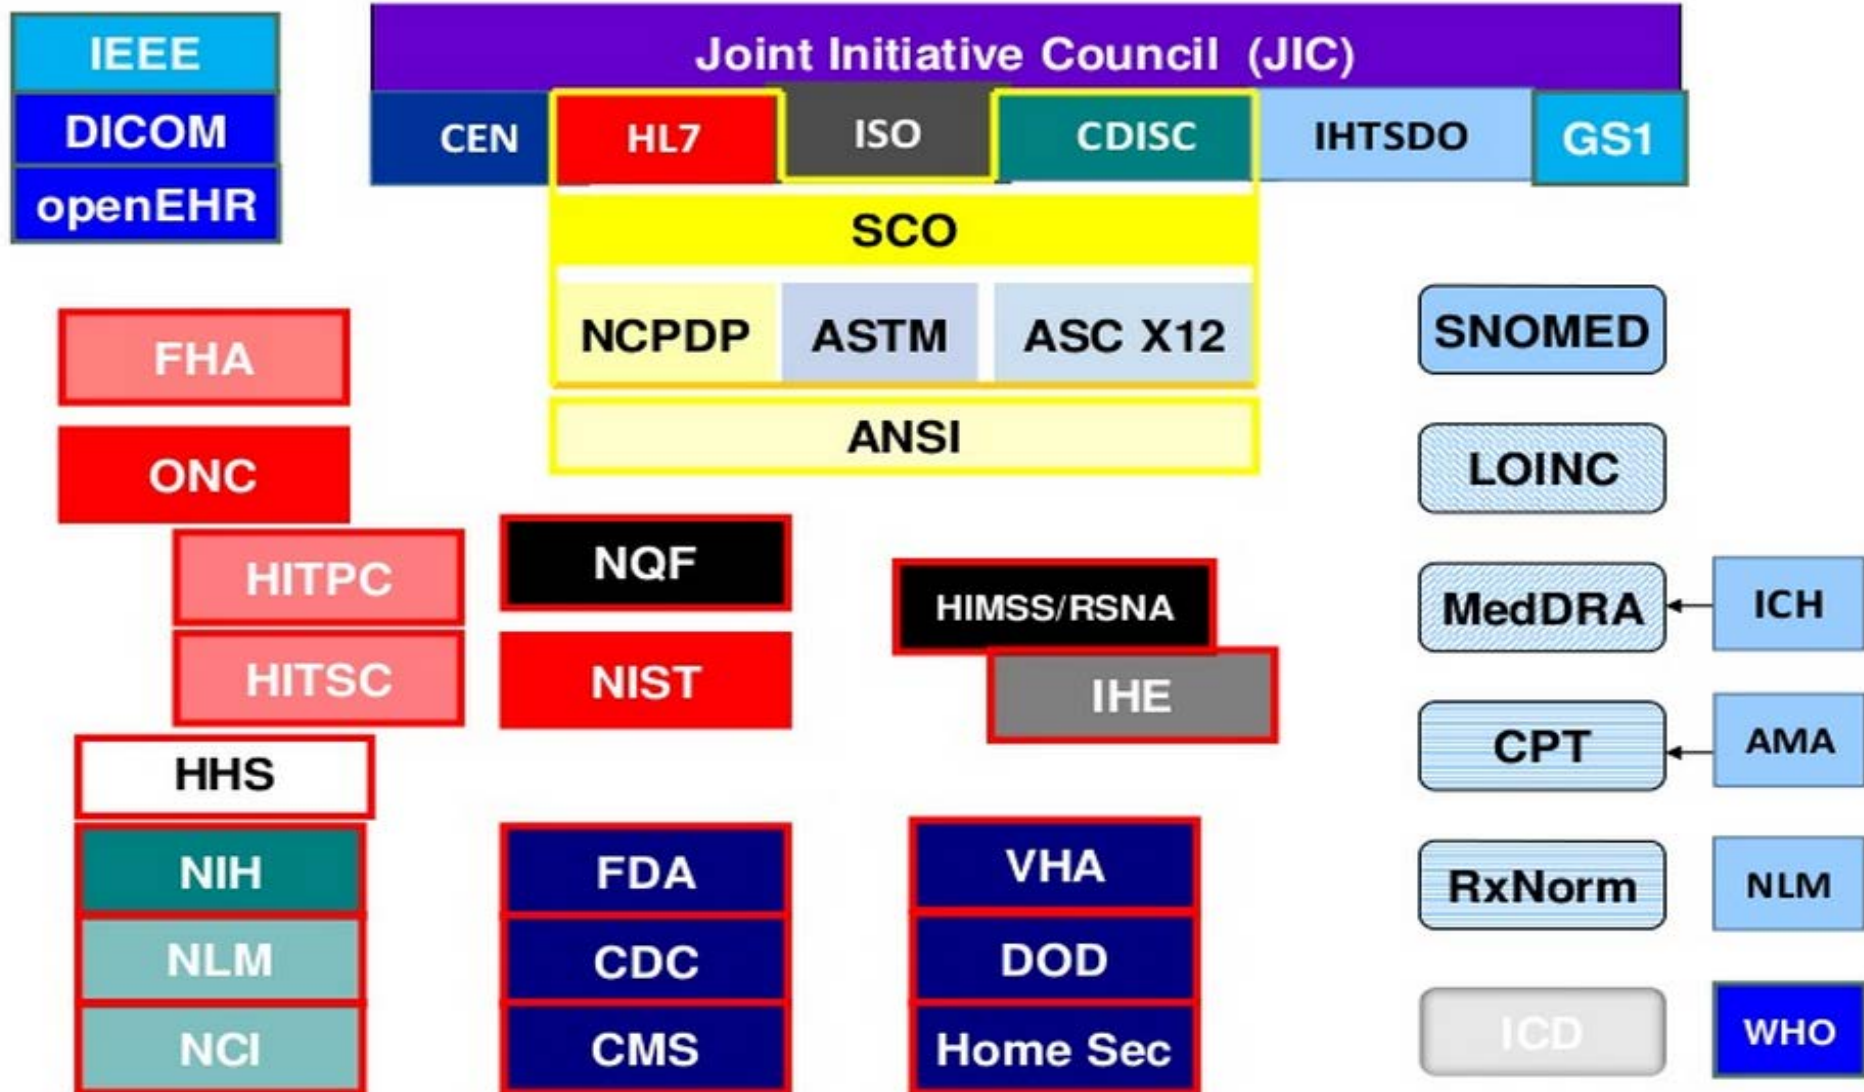 IEEE
DICOM
openEHR
Joint Initiative Council (JIC)
CEN
HL7
ISO
CDISC
IHTSDO
GS1
SCO
NCPDP
ASTM
ASC X12
ANSI
FHA
ONC
HITPC
HITSC
NQF
NIST
HIMSS/RSNA
IHE
HHS
NIH
NLM
NCI
FDA
CDC
CMS
VHA
DOD
Home Sec
SNOMED
LOINC
MedDRA
ICH
CPT
AMA
RxNorm
NLM
ICD
WHO